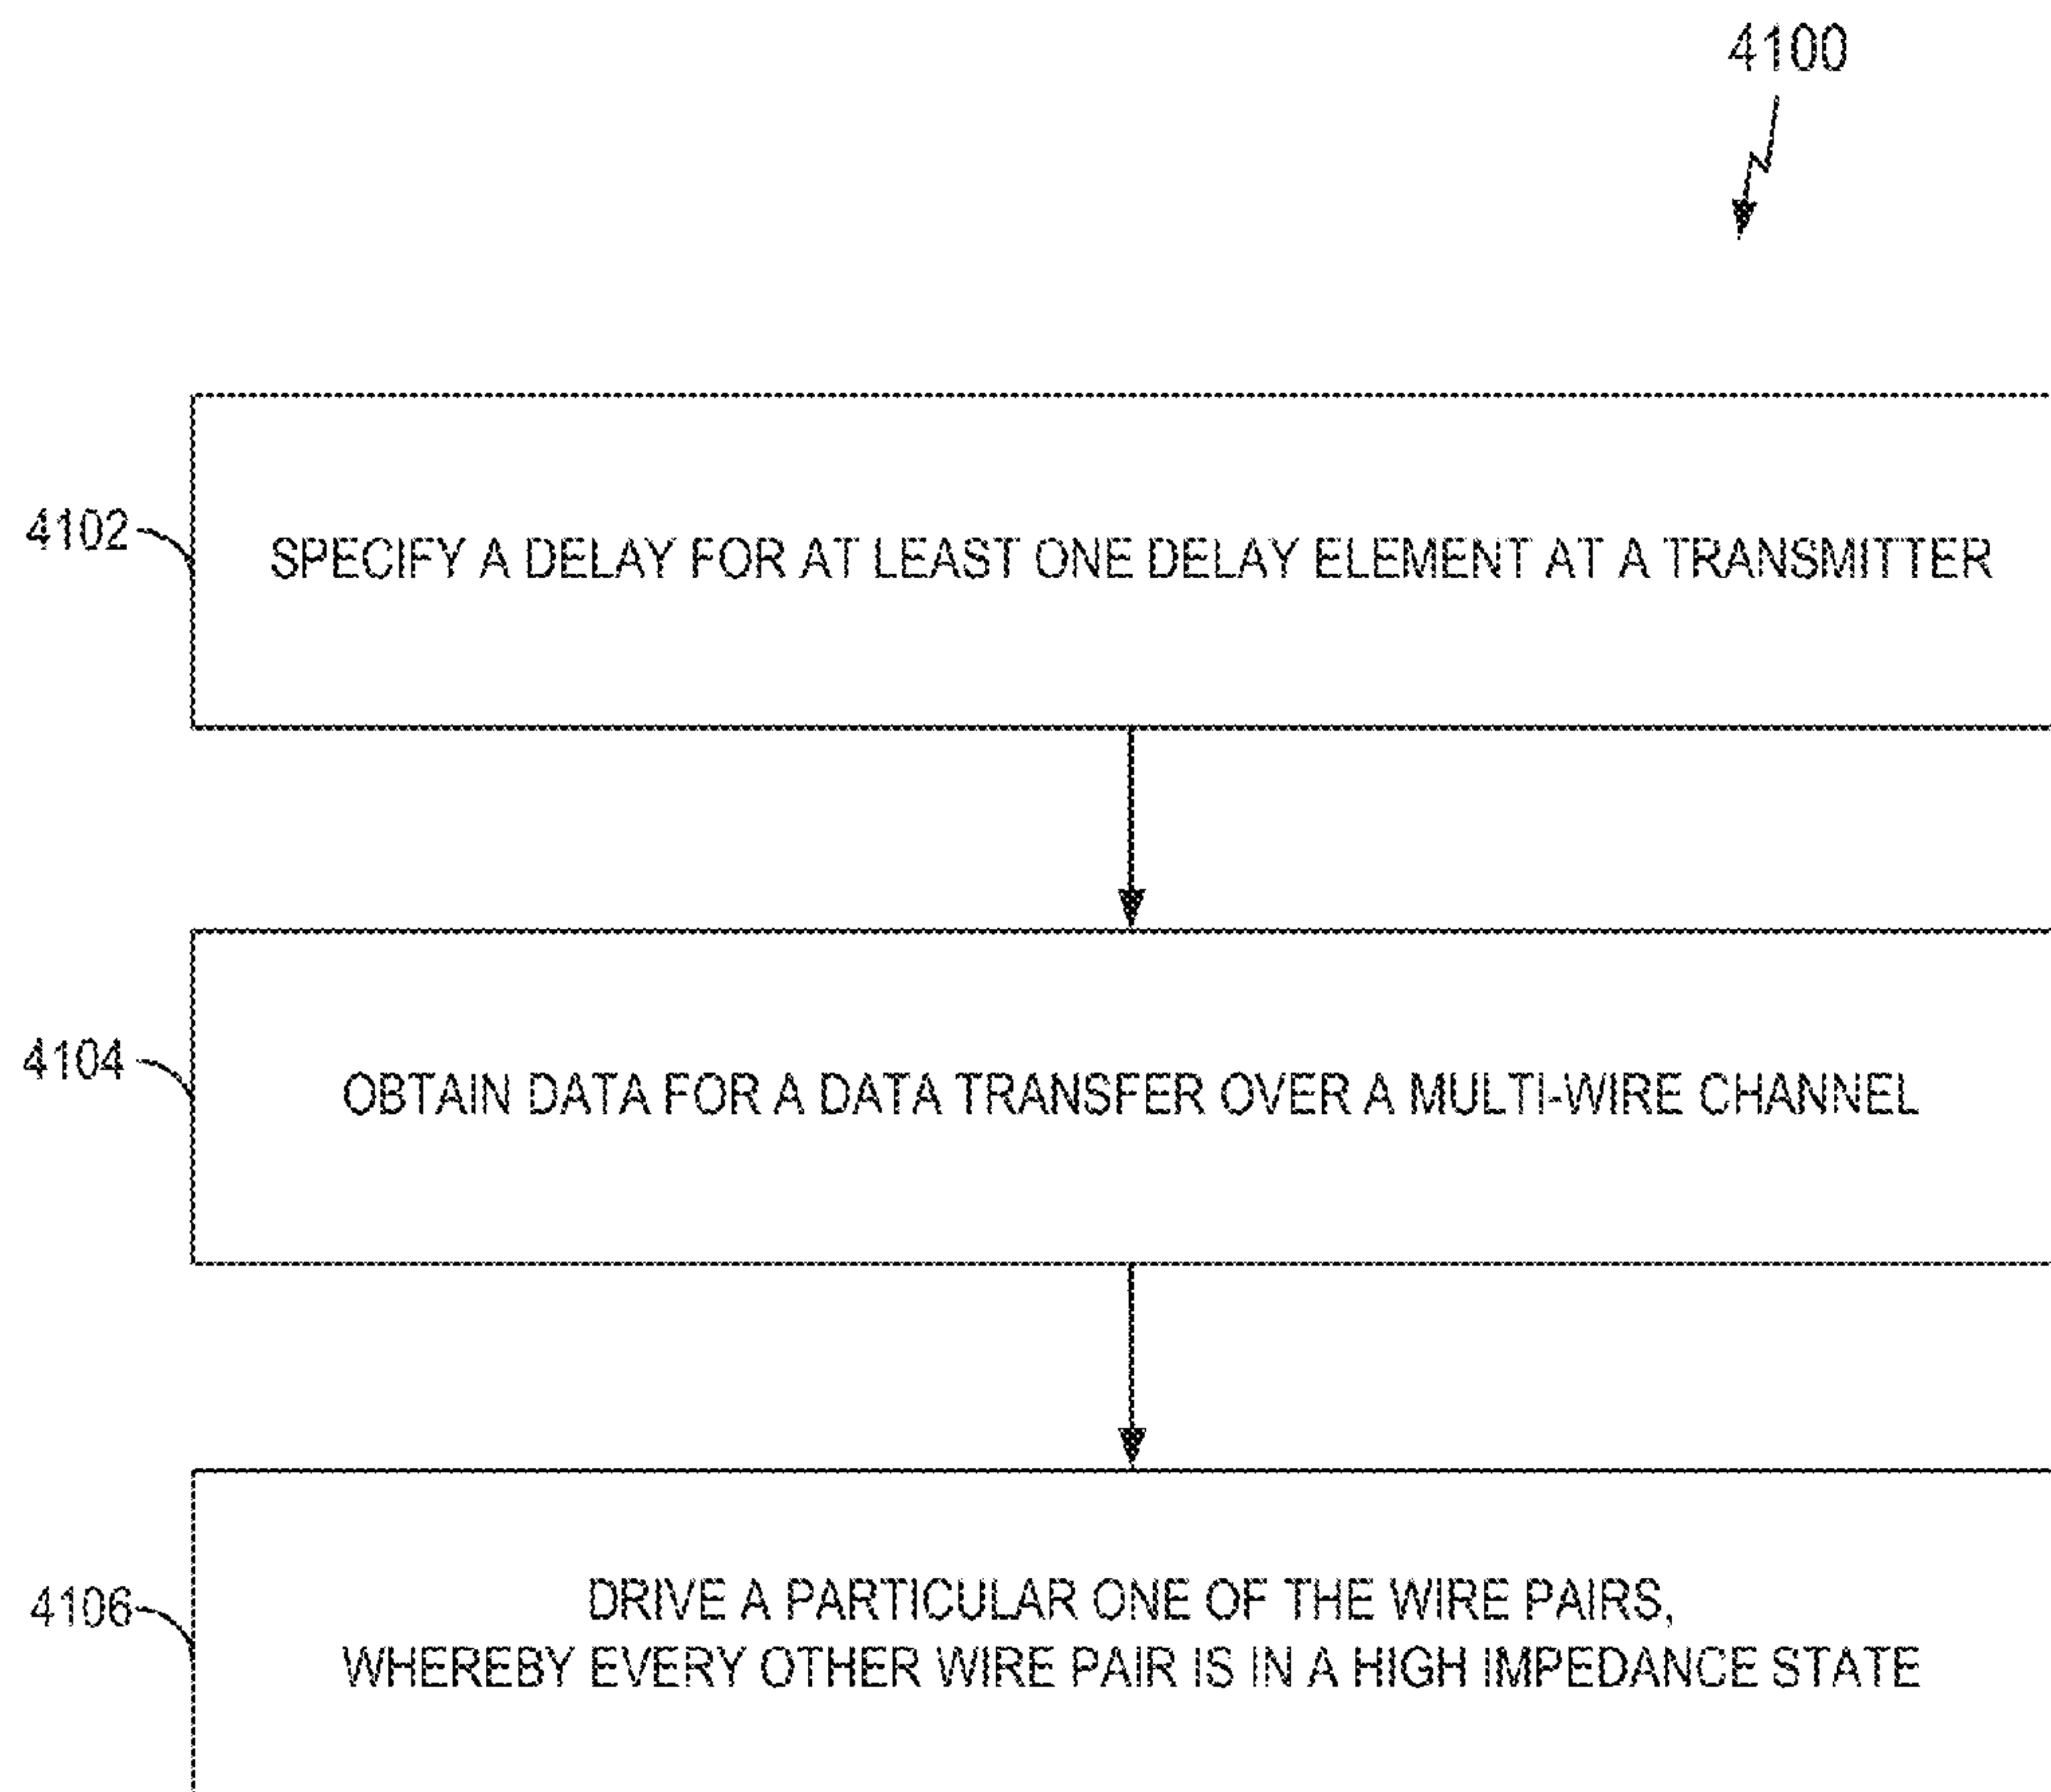 4100
4102
SPECIFY A DELAY FOR AT LEAST ONE DELAY ELEMENT AT A TRANSMITTER
4104
OBTAIN DATA FOR A DATA TRANSFER OVER A MULTI-WIRE CHANNEL
4106
DRIVE A PARTICULAR ONE OF THE WIRE PAIRS,
WHEREBY EVERY OTHER WIRE PAIR IS IN A HIGH IMPEDANCE STATE